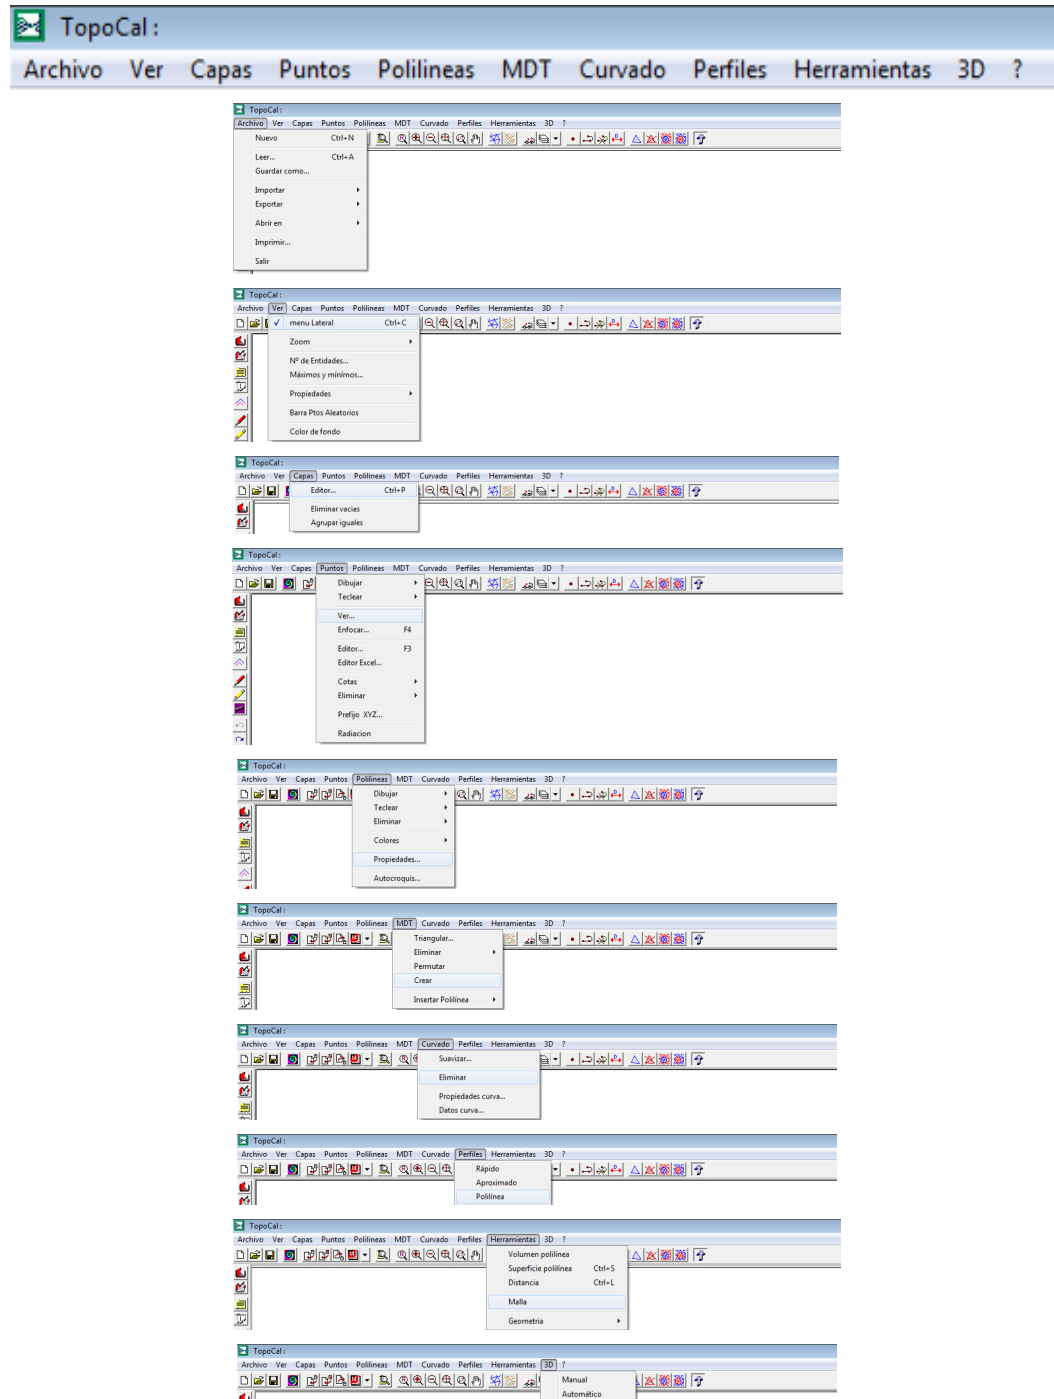 TopoCal :
Archivo Ver Capas Puntos Polilineas MDT Curvado Perfiles Herramientas 3D ?
TopoCal :
Archivo Ver Capas Puntos Polilineas MDT Curvado Perfiles Herramientas 3D ?
Nuevo Ctrl+N
Leer... Ctrl+A
Guardar como...
Importar
Exportar
Abrir en
Imprimir...
Salir
TopoCal :
Archivo Ver Capas Puntos Polilineas MDT Curvado Perfiles Herramientas 3D ?
menu Lateral Ctrl+C
Zoom
Nº de Entidades...
Máximos y mínimos...
Propiedades
Barra Ptos Aleatorios
Color de fondo
TopoCal :
Archivo Ver Capas Puntos Polilineas MDT Curvado Perfiles Herramientas 3D ?
Editor... Ctrl+P
Eliminar vacias
Agrupar iguales
TopoCal :
Archivo Ver Capas Puntos Polilineas MDT Curvado Perfiles Herramientas 3D ?
Dibujar
Teclear
Ver...
Enfocar... F4
Editor... F3
Editor Excel...
Cotas
Eliminar
Prefijo XYZ...
Radiacion
TopoCal :
Archivo Ver Capas Puntos Polilineas MDT Curvado Perfiles Herramientas 3D ?
Dibujar
Teclear
Eliminar
Colores
Propiedades...
Autocroquis...
TopoCal :
Archivo Ver Capas Puntos Polilineas MDT Curvado Perfiles Herramientas 3D ?
Triangular...
Eliminar
Permutar
Crear
Insertar Polilínea
TopoCal :
Archivo Ver Capas Puntos Polilineas MDT Curvado Perfiles Herramientas 3D ?
Suavizar...
Eliminar
Propiedades curva...
Datos curva...
TopoCal :
Archivo Ver Capas Puntos Polilineas MDT Curvado Perfiles Herramientas 3D ?
Rápido
Aproximado
Polilínea
TopoCal :
Archivo Ver Capas Puntos Polilineas MDT Curvado Perfiles Herramientas 3D ?
Volumen polilínea
Superficie polilínea Ctrl+S
Distancia Ctrl+L
Malla
Geometria
TopoCal :
Archivo Ver Capas Puntos Polilineas MDT Curvado Perfiles Herramientas 3D ?
Manual
Automático